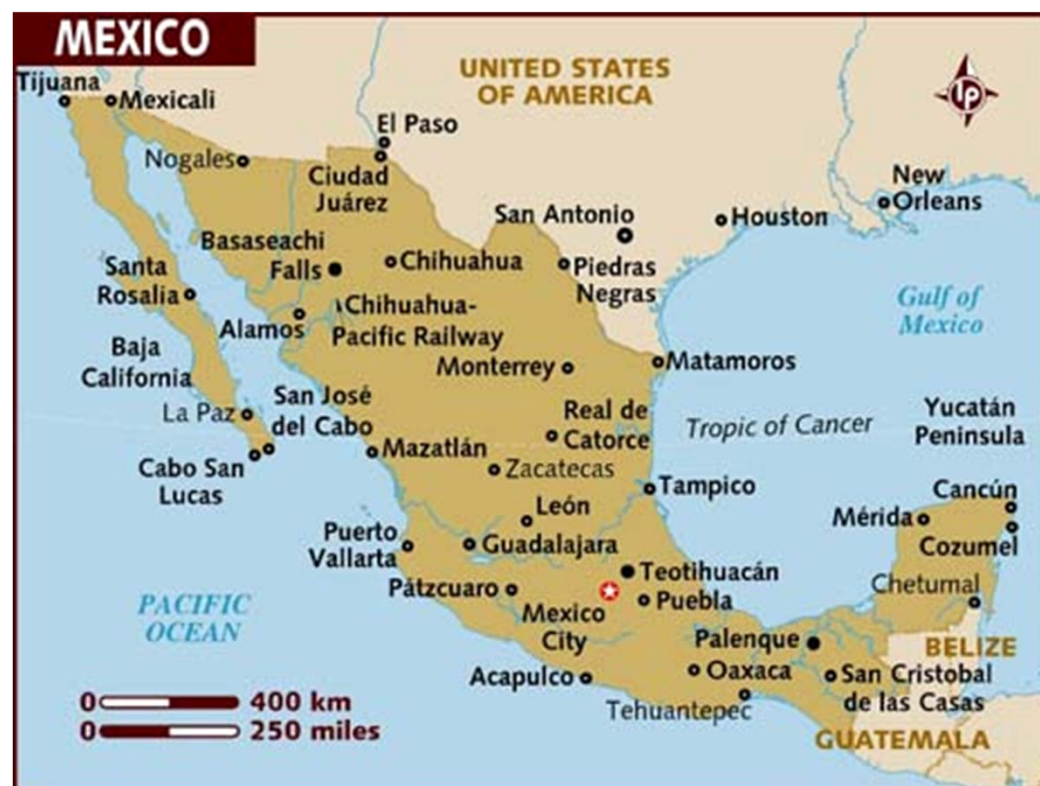 MEXICO
UNITED STATES
OF AMERICA
lp
Tijuana
Mexicali
El Paso
Nogales
Ciudad
Juárez
New
Orleans
San Antonio
Houston
Basaseachi
Falls
Chihuahua
Piedras
Negras
Santa
Rosalia
Gulf of
Mexico
Chihuahua-
Pacific Railway
Alamos
Baja
California
Monterrey
Matamoros
San José
del Cabo
La Paz
Real de
Catorce
Tropic of Cancer
Yucatán
Peninsula
Mazatlán
Zacatecas
Cabo San
Lucas
Tampico
Cancún
León
Mérida
Puerto
Vallarta
Guadalajara
Cozumel
Teotihuacán
Pátzcuaro
Chetumal
Mexico
City
Puebla
PACIFIC
OCEAN
Palenque
BELIZE
Acapulco
Oaxaca
San Cristobal
de las Casas
0 400 km
0 250 miles
Tehuantepec
GUATEMALA